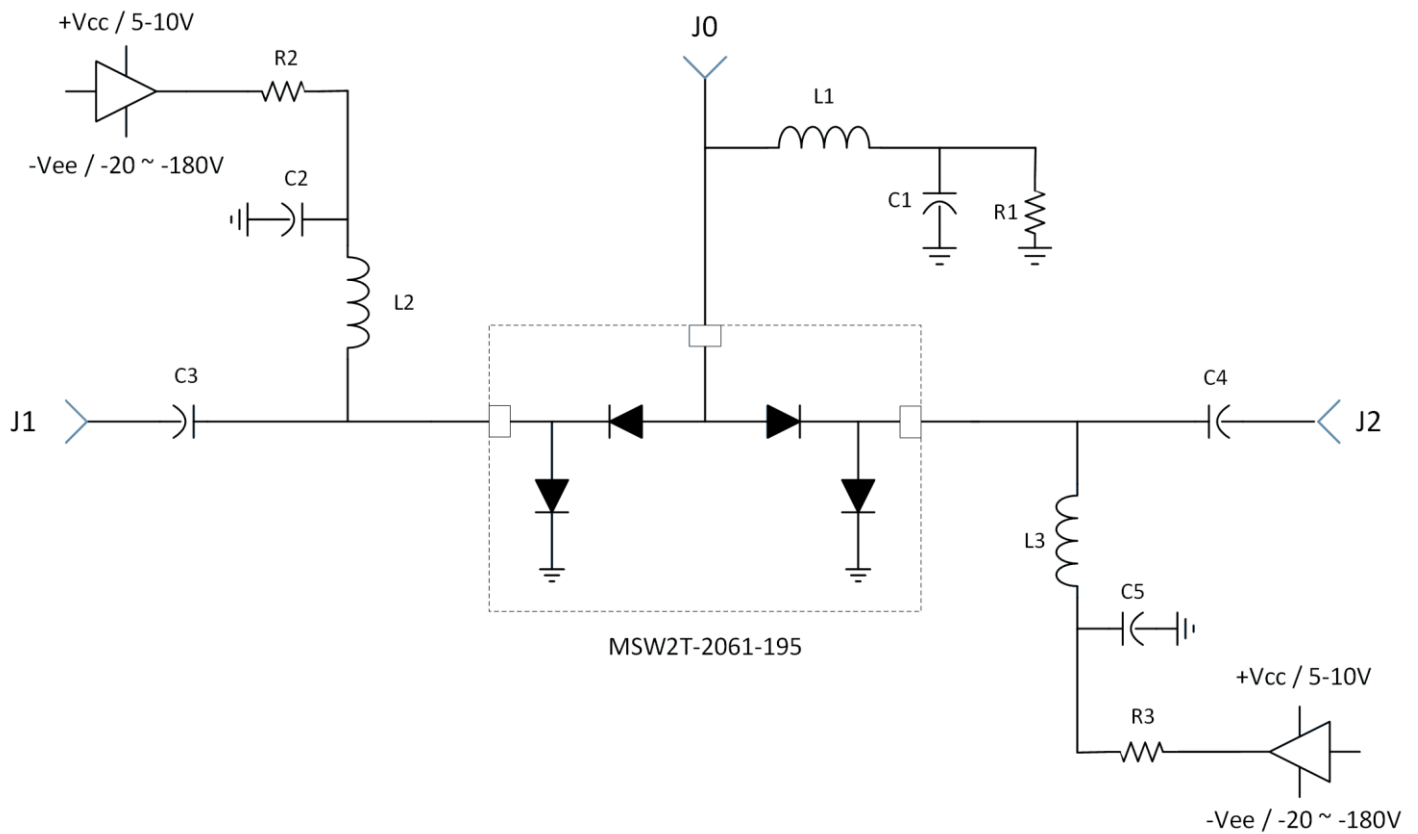 +Vcc / 5-10V
J0
R2
L1
-Vee / -20 ~ -180V
C2
C1
R1
L2
C3
C4
J1
J2
L3
C5
MSW2T-2061-195
+Vcc / 5-10V
R3
-Vee / -20 ~ -180V